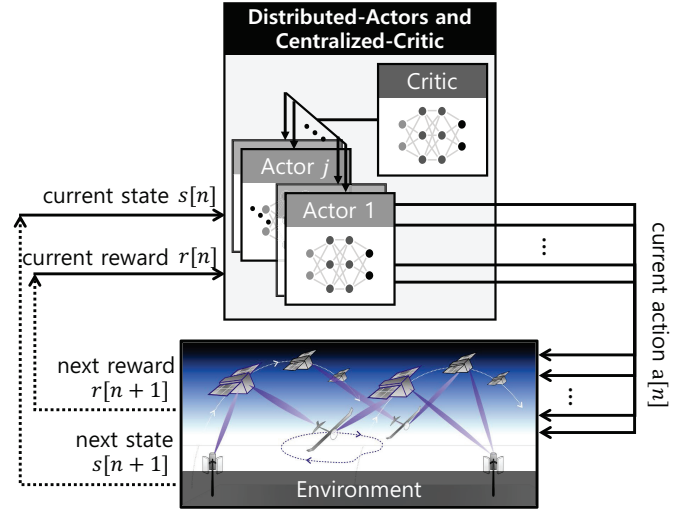 Distributed-Actors and
Centralized-Critic
Critic
Actor j
Actor 1
current state s[n]
current reward r[n]
current action a[n]
next reward
r[n + 1]
next state
s[n + 1]
Environment